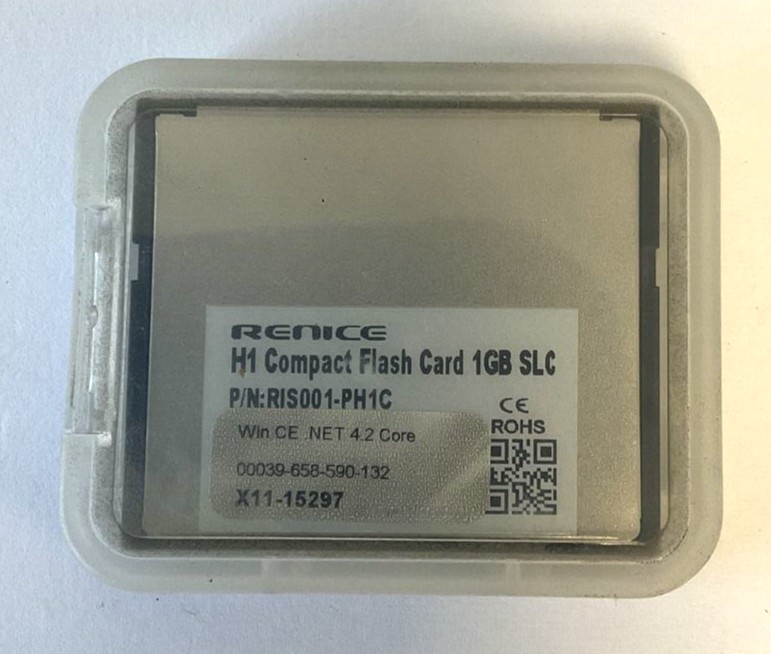 RENICE
H1 Compact Flash Card 1GB SLC
P/N:RIS001-PH1C
CE
ROHS
Win CE .NET 4.2 Core
00039-658-590-132
X11-15297